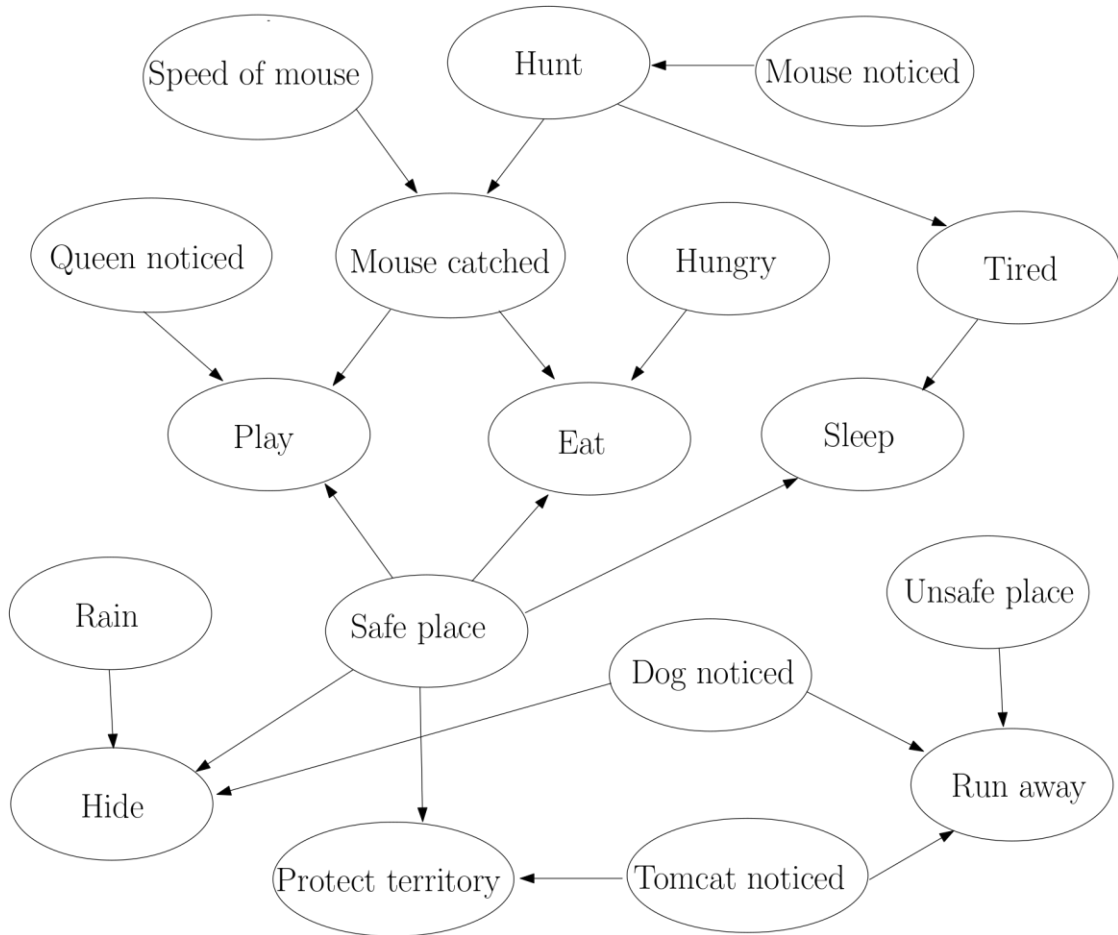 Speed of mouse
Hunt
Mouse noticed
Queen noticed
Mouse catched
Hungry
Tired
Play
Eat
Sleep
Rain
Safe place
Unsafe place
Dog noticed
Hide
Run away
Protect territory
Tomcat noticed